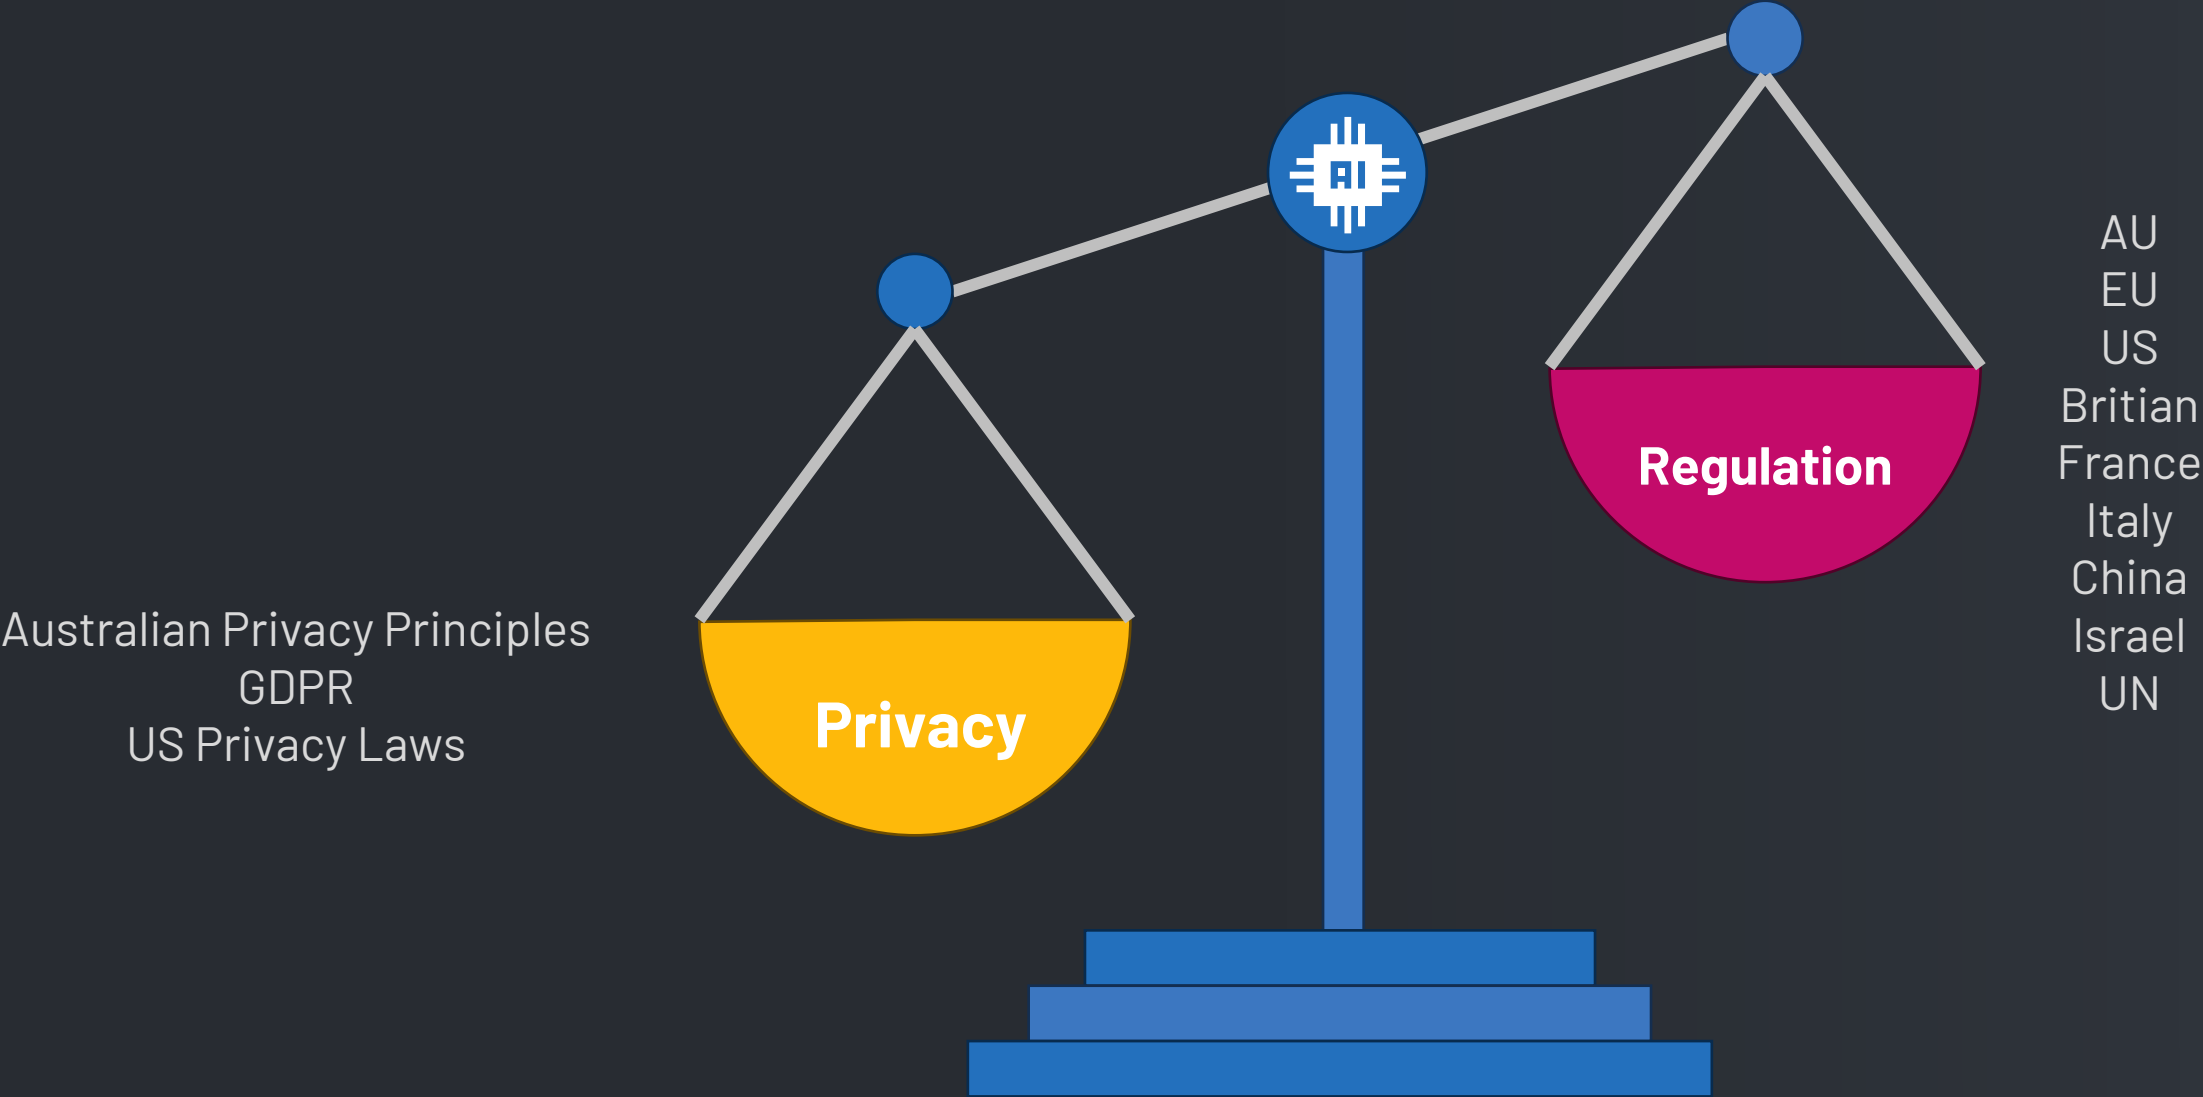 AI
AU
EU
US
Britian
France
Italy
China
Israel
UN
Regulation
Australian Privacy Principles
GDPR
US Privacy Laws
Privacy